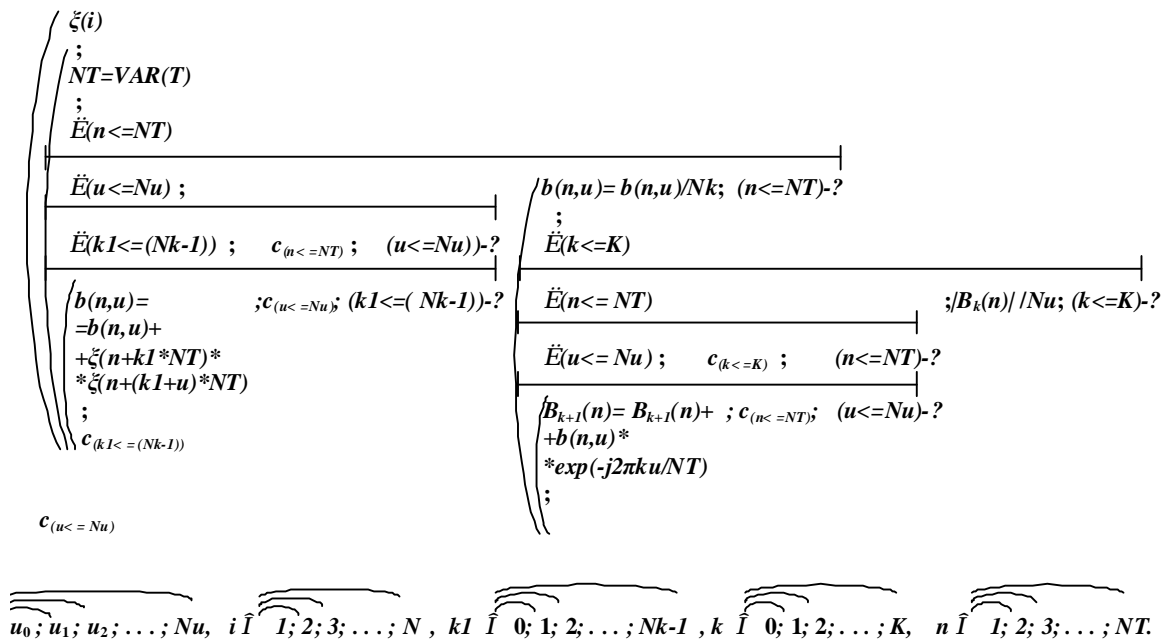 ξ(i)
;
NT=VAR(T)
;
Ё̈(n<=NT)
Ё̈(u<=Nu) ; b(n,u)= b(n,u)/Nk; (n<=NT)-?
;
Ё̈(k1<=(Nk-1)) ; c(n<=NT) ; (u<=Nu))-? Ё̈(k<=K)
b(n,u)= ;c(u<=Nu); (k1<=( Nk-1))-? Ё̈(n<= NT) ;/Bk(n)/ /Nu; (k<=K)-?
=b(n,u)+
+ξ(n+k1*NT)* Ё̈(u<= Nu) ; c(k<=K) ; (n<=NT)-?
*ξ(n+(k1+u)*NT)
; Bk+1(n)= Bk+1(n)+ ; c(n<=NT); (u<=Nu)-?
c(k1<= (Nk-1)) +b(n,u)*
*exp(-j2πku/NT)
;
c(u<= Nu)
u0 ; u1 ; u2 ; . . . ; Nu, i Î 1; 2; 3; . . . ; N , k1 Î 0; 1; 2; . . . ; Nk-1 , k Î 0; 1; 2; . . . ; K, n Î 1; 2; 3; . . . ; NT.